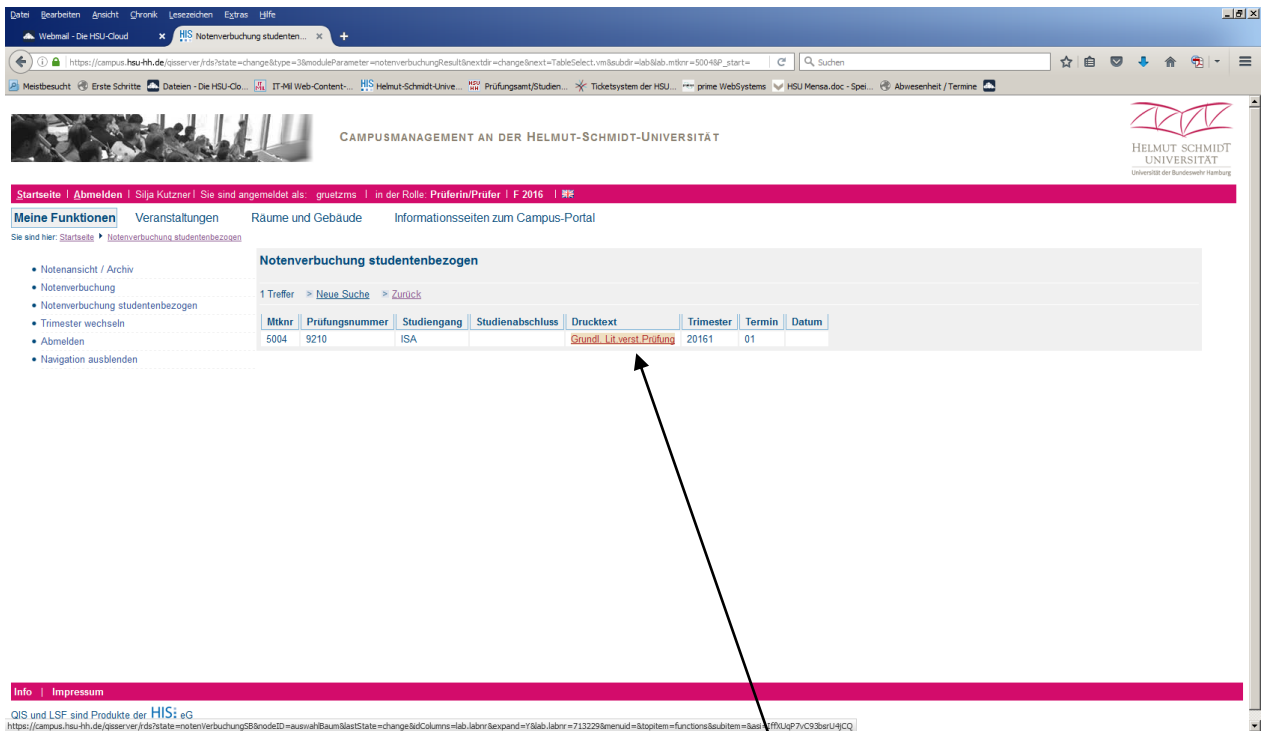 Datei Bearbeiten Ansicht Chronik Lesezeichen Extras Hilfe
Webmail - Die HSU-Cloud × HIS Notenverbuchung studenten... × +
https://campus.hsu-hh.de/qisserver/rds?state=change&type=3&moduleParameter=notenverbuchungResult&nextdir=change&next=TableSelect.vm&subdir=lab&lab.mtknr=5004&P_start= Suchen
Meistbesucht Erste Schritte Dateien - Die HSU-Clo... IT-Mil Web-Content-... HIS Helmut-Schmidt-Unive... HSU Prüfungsamt/Studien... Ticketsystem der HSU... prime WebSystems HSU Mensa.doc - Spei... Abwesenheit / Termine
CAMPUSMANAGEMENT AN DER HELMUT-SCHMIDT-UNIVERSITÄT
HELMUT SCHMIDT
UNIVERSITÄT
Universität der Bundeswehr Hamburg
Startseite | Abmelden | Silja Kutzner | Sie sind angemeldet als: gruetzms | in der Rolle: Prüferin/Prüfer | F 2016 |
Meine Funktionen Veranstaltungen Räume und Gebäude Informationsseiten zum Campus-Portal
Sie sind hier: Startseite Notenverbuchung studentenbezogen
• Notenansicht / Archiv
• Notenverbuchung
• Notenverbuchung studentenbezogen
• Trimester wechseln
• Abmelden
• Navigation ausblenden
Notenverbuchung studentenbezogen
1 Treffer > Neue Suche > Zurück
Mtknr Prüfungsnummer Studiengang Studienabschluss Drucktext Trimester Termin Datum
5004 9210 ISA Grundl. Lit.verst.Prüfung 20161 01
Info | Impressum
QIS und LSF sind Produkte der HIS eG